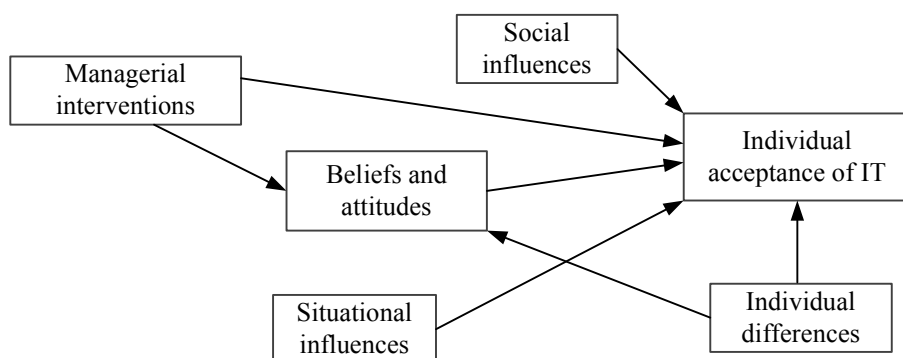 Social
influences
Managerial
interventions
Individual
acceptance of IT
Beliefs and
attitudes
Situational
influences
Individual
differences